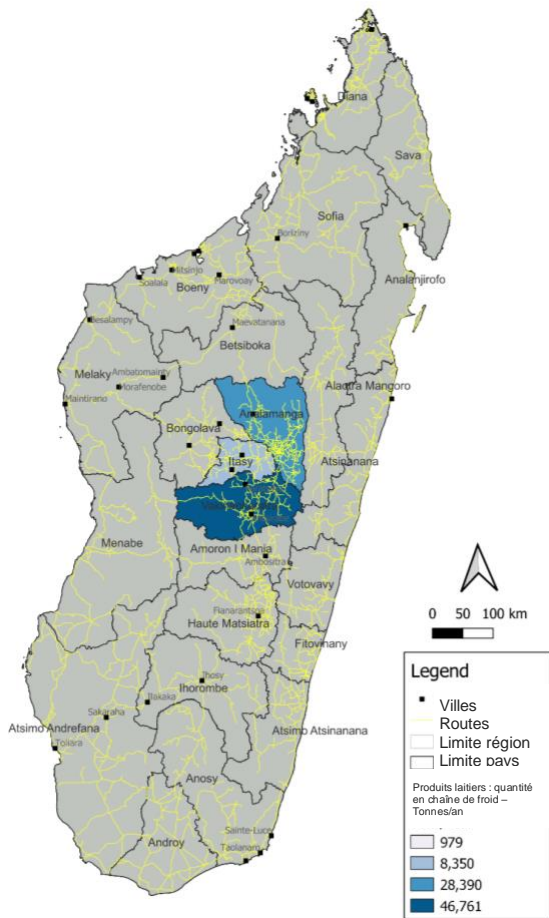 Diana
Sava
Sofia
Boriziny
Analanjirofo
Mitsinjo
Soalala
Marovoay
Boeny
Besalampy
Maevatanana
Betsiboka
Ambatomainty
Melaky
Morafenobe
Alaotra Mangoro
Maintirano
Analamanga
Bongolava
Itasy
Atsinanana
Menabe
Amoron I Mania
Ambositra
Votovavy
0 50 100 km
Fianarantsoa
Haute Matsiatra
Fitovinany
Ihosy
Ihorombe
Ilakaka
Sakaraha
Atsimo Andrefana
Toliara
Atsimo Atsinanana
Anosy
Androy
Sainte-Luce
Taolanaro
Legend
Villes
Routes
Limite région
Limite pays
Produits laitiers : quantité
en chaîne de froid –
Tonnes/an
979
8,350
28,390
46,761